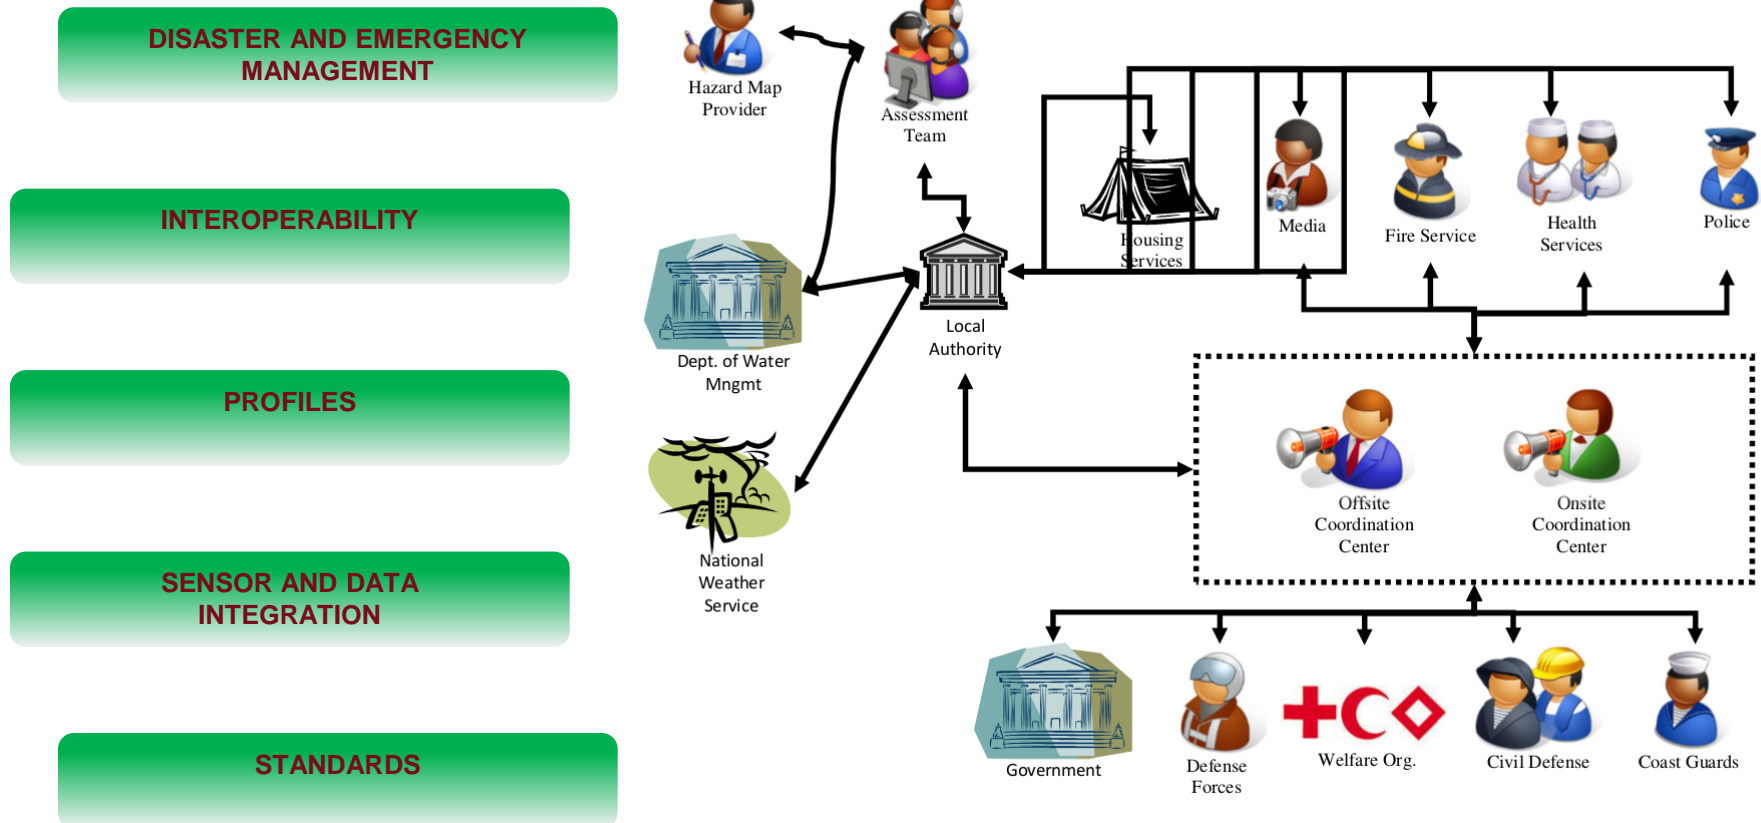 DISASTER AND EMERGENCY
MANAGEMENT
INTEROPERABILITY
PROFILES
SENSOR AND DATA
INTEGRATION
STANDARDS
Hazard Map
Provider
Assessment
Team
Housing
Services
Media
Fire Service
Health
Services
Police
Local
Authority
Dept. of Water
Mngmt
National
Weather
Service
Offsite
Coordination
Center
Onsite
Coordination
Center
Government
Defense
Forces
Welfare Org.
Civil Defense
Coast Guards